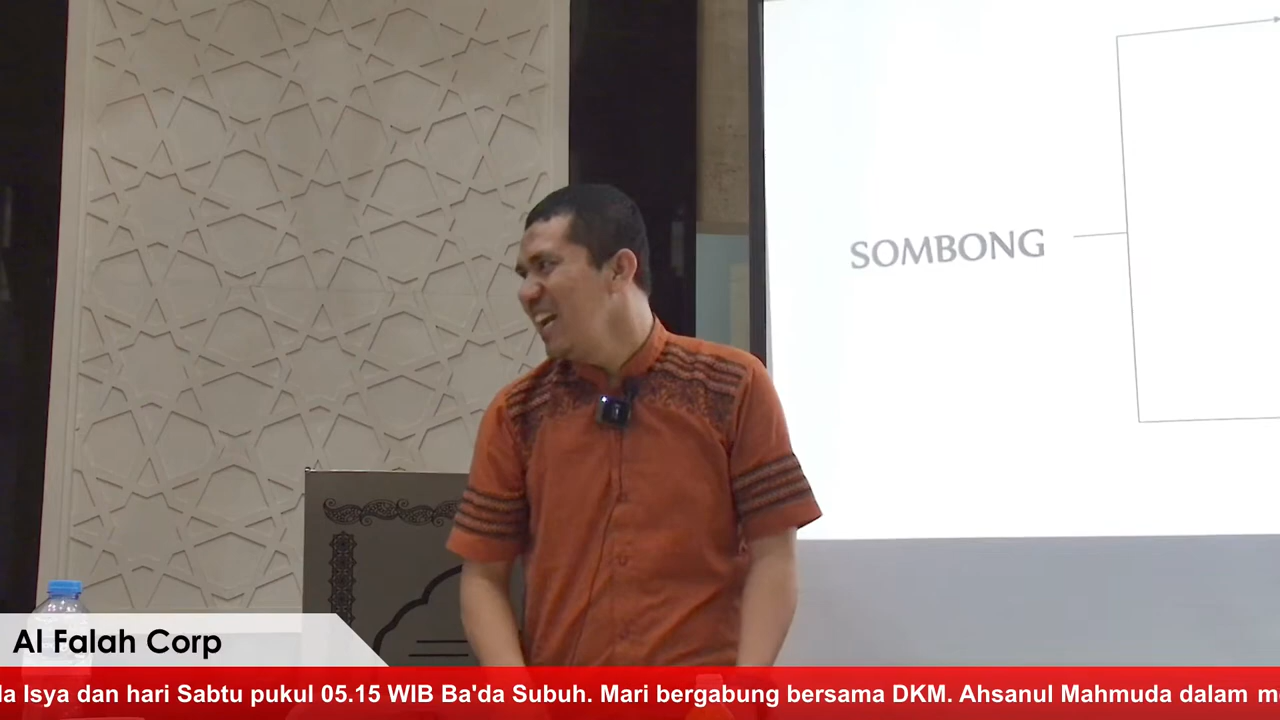 SOMBONG
Al Falah Corp
Isya dan hari Sabtu pukul 05.15 WIB Ba'da Subuh. Mari bergabung bersama DKM. Ahsanul Mahmuda dalam